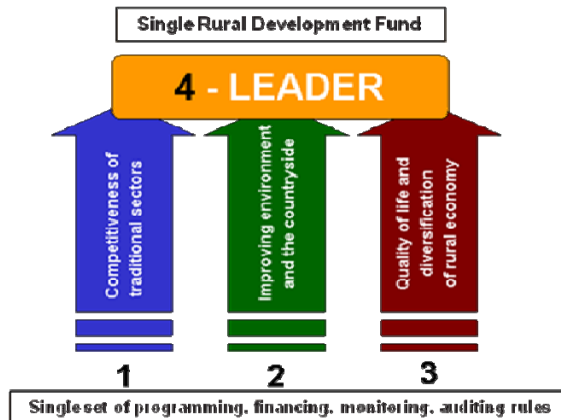 Single Rural Development Fund
4 - LEADER
Competitiveness of
traditional sectors
Improving environment
and the countryside
Quality of life and
diversification
of rural economy
1
2
3
Single set of programming, financing, monitoring, auditing rules